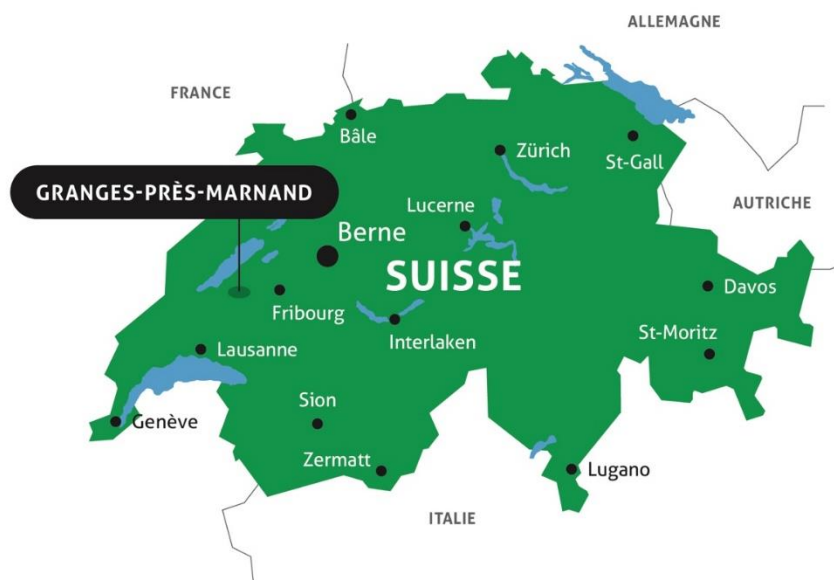 ALLEMAGNE
FRANCE
Bâle
Zürich
St-Gall
GRANGES-PRÈS-MARNAND
AUTRICHE
Lucerne
Berne
SUISSE
Davos
Fribourg
Interlaken
St-Moritz
Lausanne
Sion
Genève
Zermatt
Lugano
ITALIE